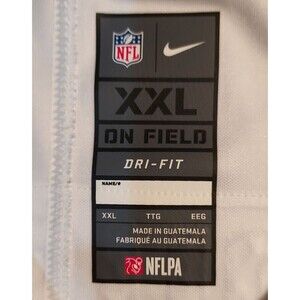 NFL
XXL
ON FIELD
DRI-FIT
NAME/#
XXL TTG EEG
MADE IN GUATEMALA
FABRIQUÉ AU GUATEMALA
NFLPA